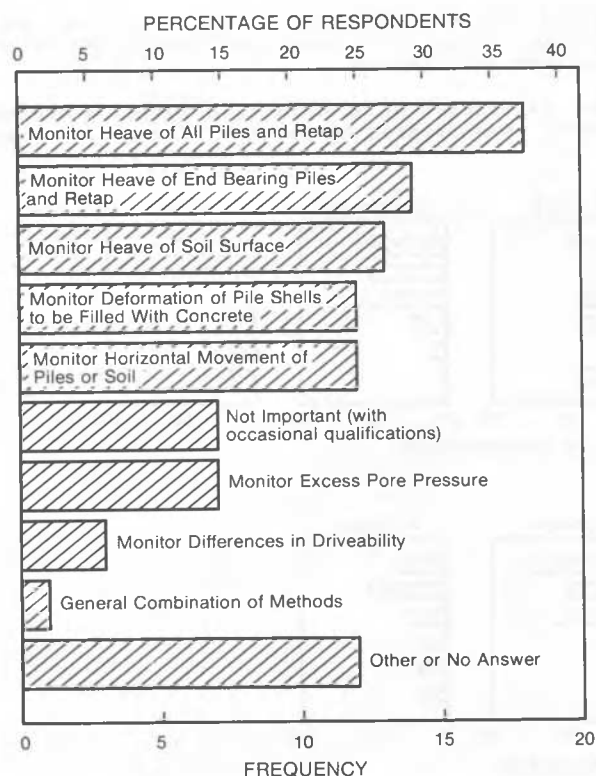 PERCENTAGE OF RESPONDENTS
0 5 10 15 20 25 30 35 40
Monitor Heave of All Piles and Retap
Monitor Heave of End Bearing Piles
and Retap
Monitor Heave of Soil Surface
Monitor Deformation of Pile Shells
to be Filled With Concrete
Monitor Horizontal Movement of
Piles or Soil
Not Important (with
occasional qualifications)
Monitor Excess Pore Pressure
Monitor Differences in Driveability
General Combination of Methods
Other or No Answer
0 5 10 15 20
FREQUENCY